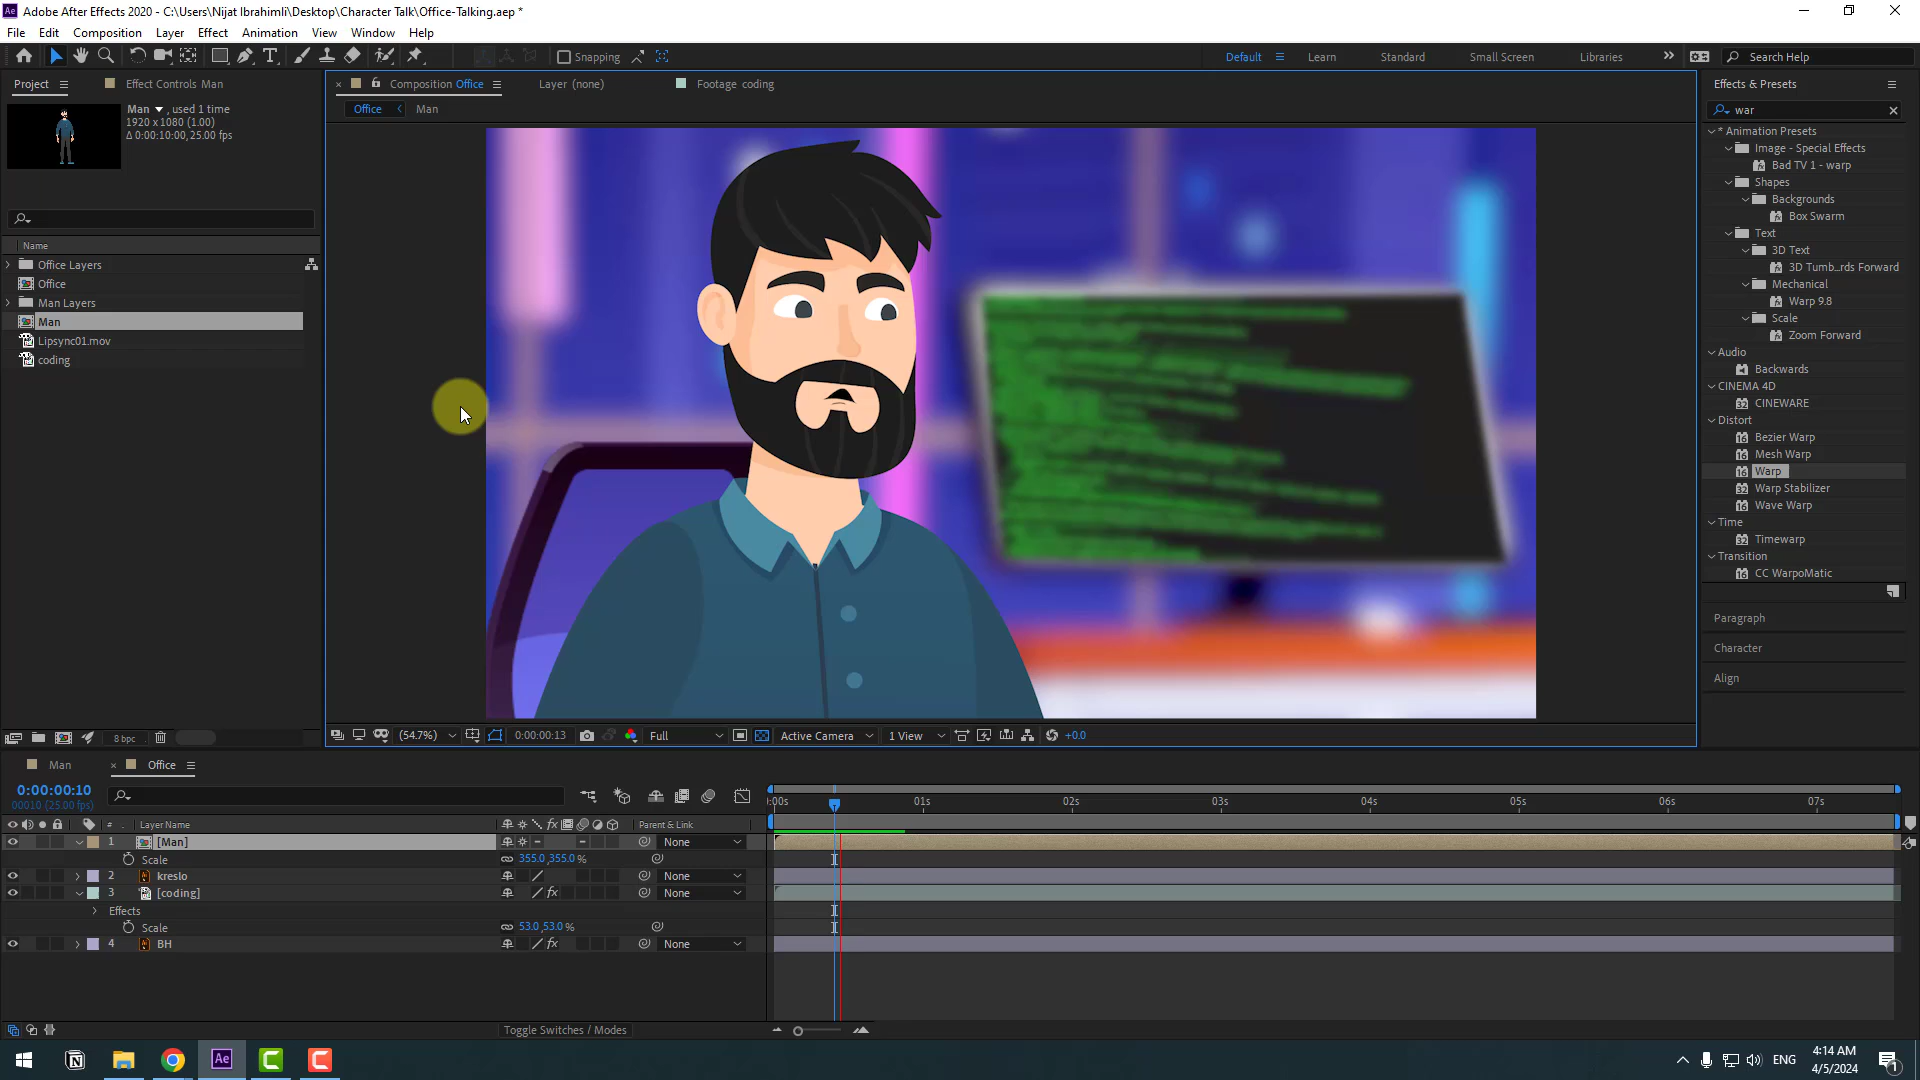 Ae Adobe After Effects 2020 - C:\Users\Nijat Ibrahimli\Desktop\Character Talk\Office-Talking.aep *
File Edit Composition Layer Effect Animation View Window Help
Snapping
Default Learn Standard Small Screen Libraries Search Help
Project Effect Controls Man
Man , used 1 time
1920 x 1080 (1.00)
Δ 0:00:10:00, 25.00 fps
Name
Office Layers
Office
Man Layers
Man
Lipsync01.mov
coding
8 bpc
Composition Office Layer (none) Footage coding
Office Man
(54.7%) 0:00:00:13 Full Active Camera 1 View +0.0
Effects & Presets
war
* Animation Presets
Image - Special Effects
Bad TV 1 - warp
Shapes
Backgrounds
Box Swarm
Text
3D Text
3D Tumb...rds Forward
Mechanical
Warp 9.8
Scale
Zoom Forward
Audio
Backwards
CINEMA 4D
CINEWARE
Distort
Bezier Warp
Mesh Warp
Warp
Warp Stabilizer
Wave Warp
Time
Timewarp
Transition
CC WarpoMatic
Paragraph
Character
Align
Man Office
0:00:00:10
00010 (25.00 fps)
:00s 01s 02s 03s 04s 05s 06s 07s
# Layer Name Parent & Link
1 [Man] None
Scale 355.0,355.0 %
2 kreslo None
3 [coding] None
Effects
Scale 53.0,53.0 %
4 BH None
Toggle Switches / Modes
Ae
ENG
4:14 AM
4/5/2024
1